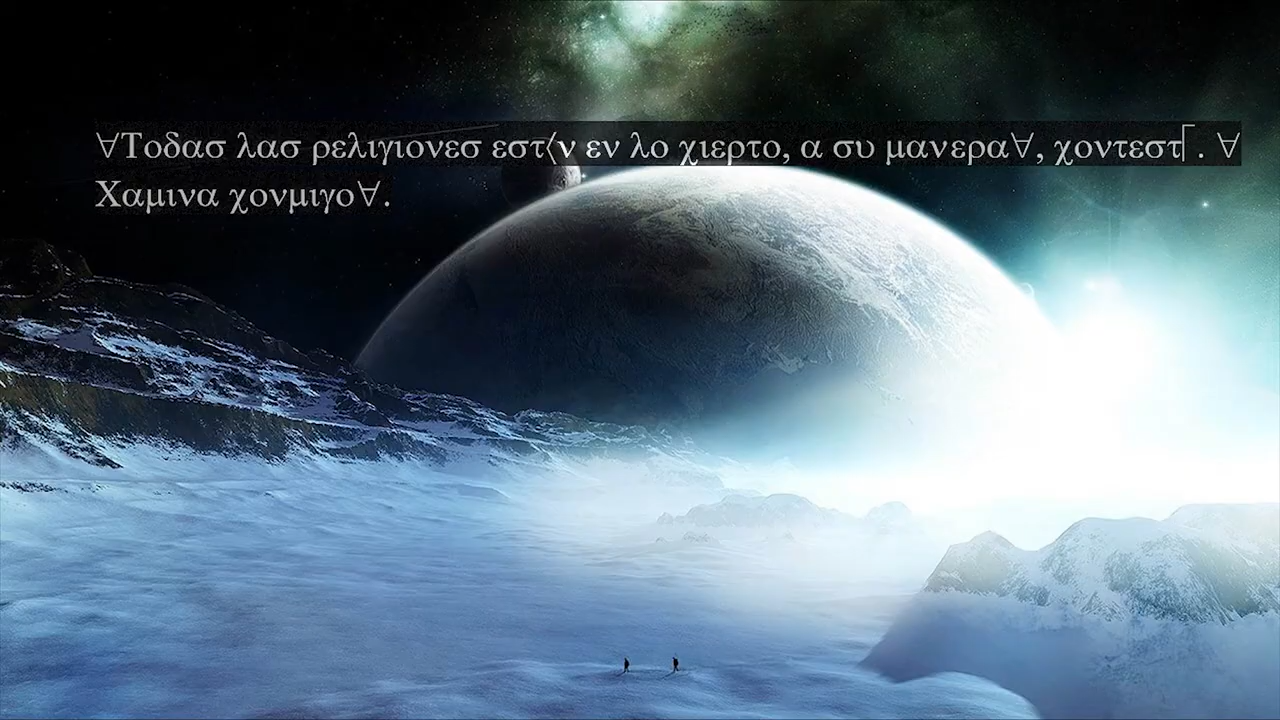 ∀Τοδασ λασ ρελιγιονεσ εστ〈ν εν λο χιερτο, α συ μανερα∀, χοντεστ⎡. ∀
Χαμινα χονμιγο∀.